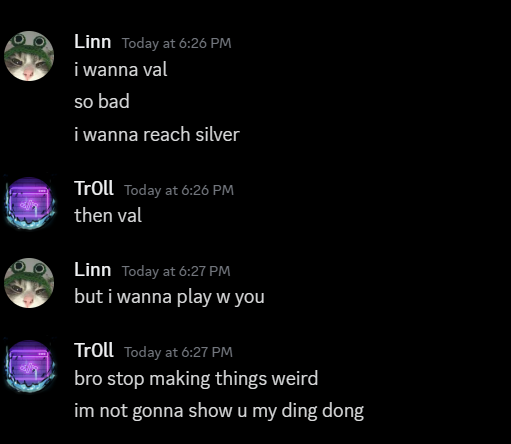 Linn Today at 6:26 PM
i wanna val
so bad
i wanna reach silver
Tr0ll Today at 6:26 PM
then val
Linn Today at 6:27 PM
but i wanna play w you
Tr0ll Today at 6:27 PM
bro stop making things weird
im not gonna show u my ding dong